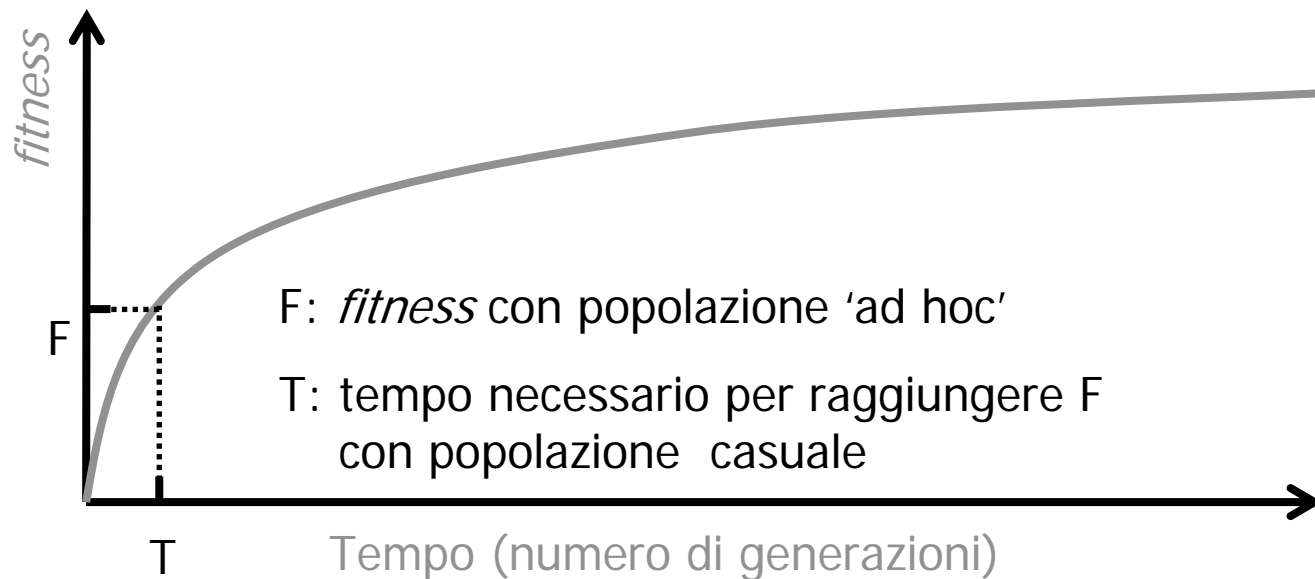 fitness
F: fitness con popolazione ‘ad hoc’
F
T: tempo necessario per raggiungere F
con popolazione casuale
T
Tempo (numero di generazioni)